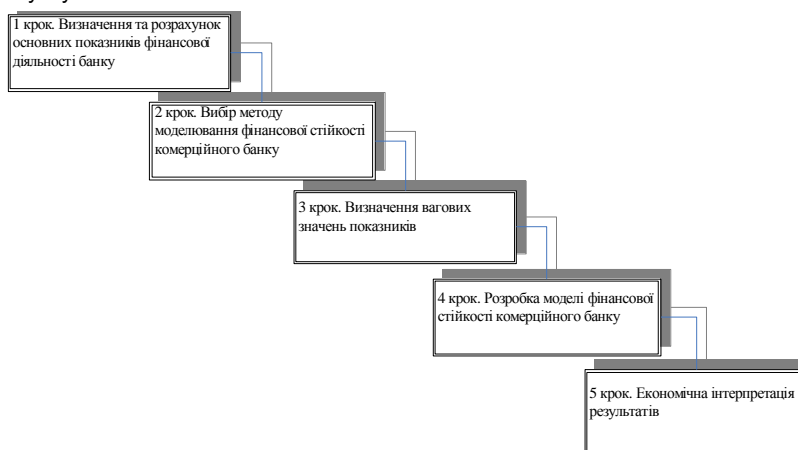 1 крок. Визначення та розрахунок
основних показників фінансової
діяльності банку
2 крок. Вибір методу
моделювання фінансової стійкості
комерційного банку
3 крок. Визначення вагових
значень показників
4 крок. Розробка моделі фінансової
стійкості комерційного банку
5 крок. Економічна інтерпретація
результатів